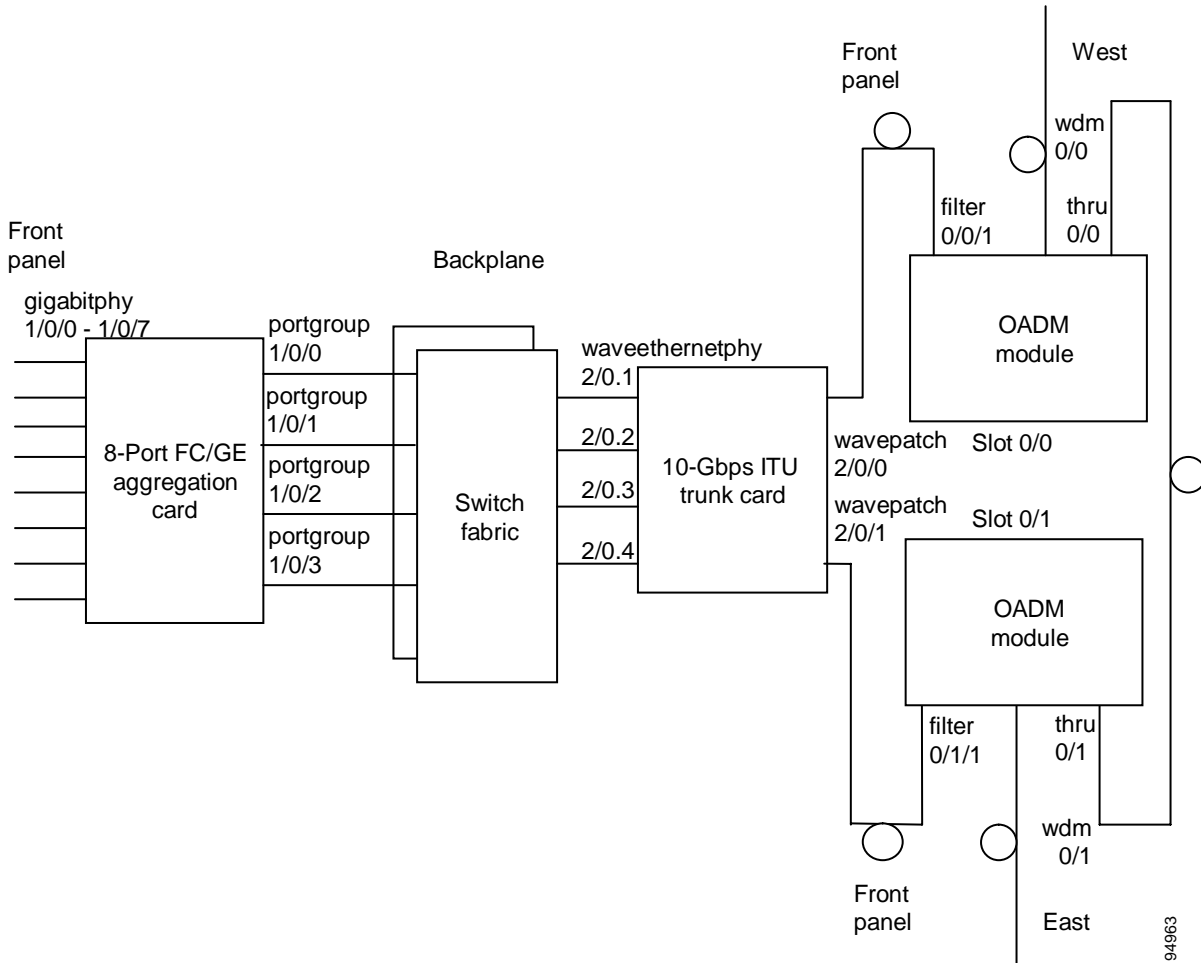 Front
panel
West
wdm
0/0
filter
0/0/1
thru
0/0
Front
panel
Backplane
gigabitphy
1/0/0 - 1/0/7
portgroup
1/0/0
waveethernetphy
2/0.1
OADM
module
portgroup
1/0/1
2/0.2
wavepatch
2/0/0
Slot 0/0
8-Port FC/GE
aggregation
card
portgroup
1/0/2
Switch
fabric
2/0.3
10-Gbps ITU
trunk card
wavepatch
2/0/1
Slot 0/1
portgroup
1/0/3
2/0.4
OADM
module
filter
0/1/1
thru
0/1
wdm
0/1
Front
panel
East
94963